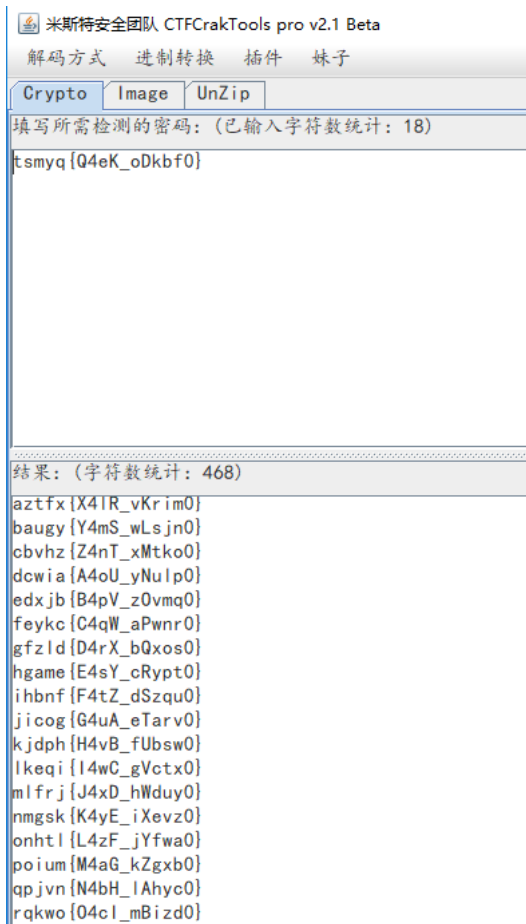 米斯特安全团队 CTFCrakTools pro v2.1 Beta
解码方式 进制转换 插件 妹子
Crypto Image UnZip
填写所需检测的密码：(已输入字符数统计：18)
tsmyq{Q4eK_oDkbf0}
结果：(字符数统计：468)
aztfx{X4lR_vKrim0}
baugy{Y4mS_wLsjn0}
cbvhz{Z4nT_xMtko0}
dcwia{A4oU_yNulp0}
edxjb{B4pV_zOvmq0}
feykc{C4qW_aPwnr0}
gfzld{D4rX_bQxos0}
hgame{E4sY_cRypt0}
ihbnf{F4tZ_dSzqu0}
jicog{G4uA_eTarv0}
kjdph{H4vB_fUbsw0}
lkeqi{I4wC_gVctx0}
mlfrj{J4xD_hWduy0}
nmgsk{K4yE_iXevz0}
onhtl{L4zF_jYfwa0}
poium{M4aG_kZgxb0}
qpjvn{N4bH_lAhyc0}
rqkwo{O4cI_mBizd0}